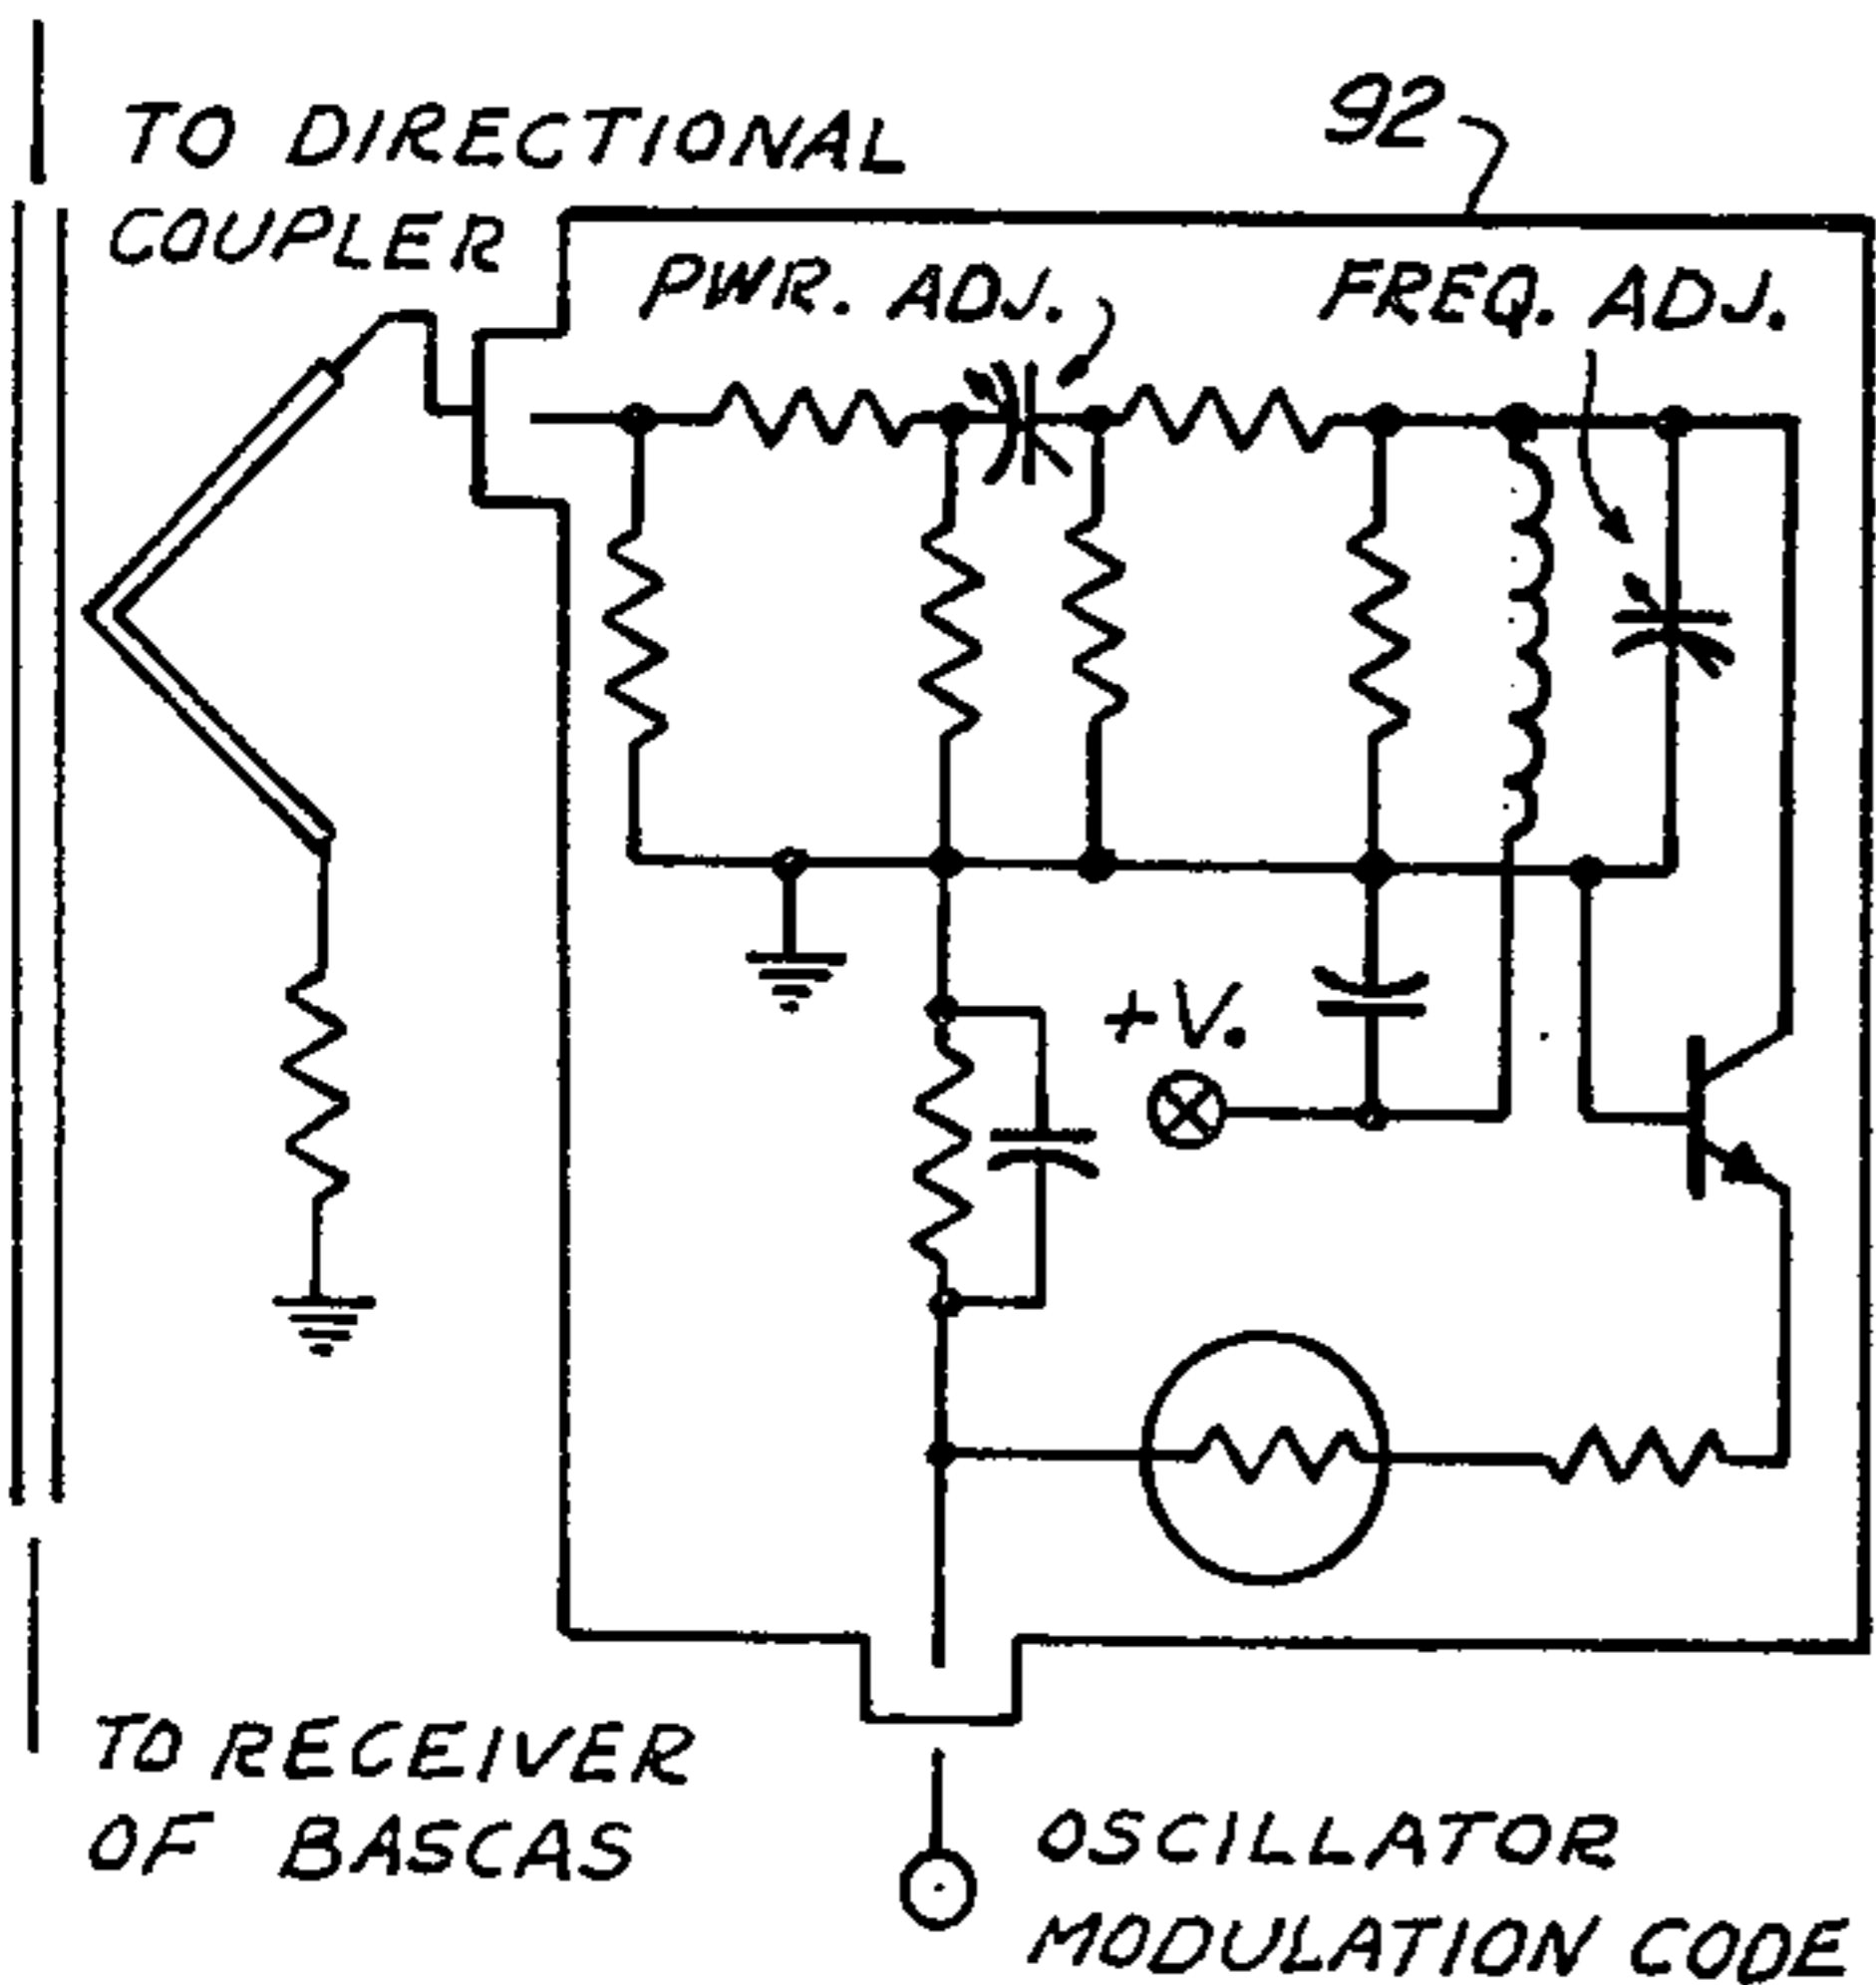 TO DIRECTIONAL
COUPLER
92
PWR. ADJ.
FREQ. ADJ.
+V.
TO RECEIVER
OF BASCAS
OSCILLATOR
MODULATION CODE